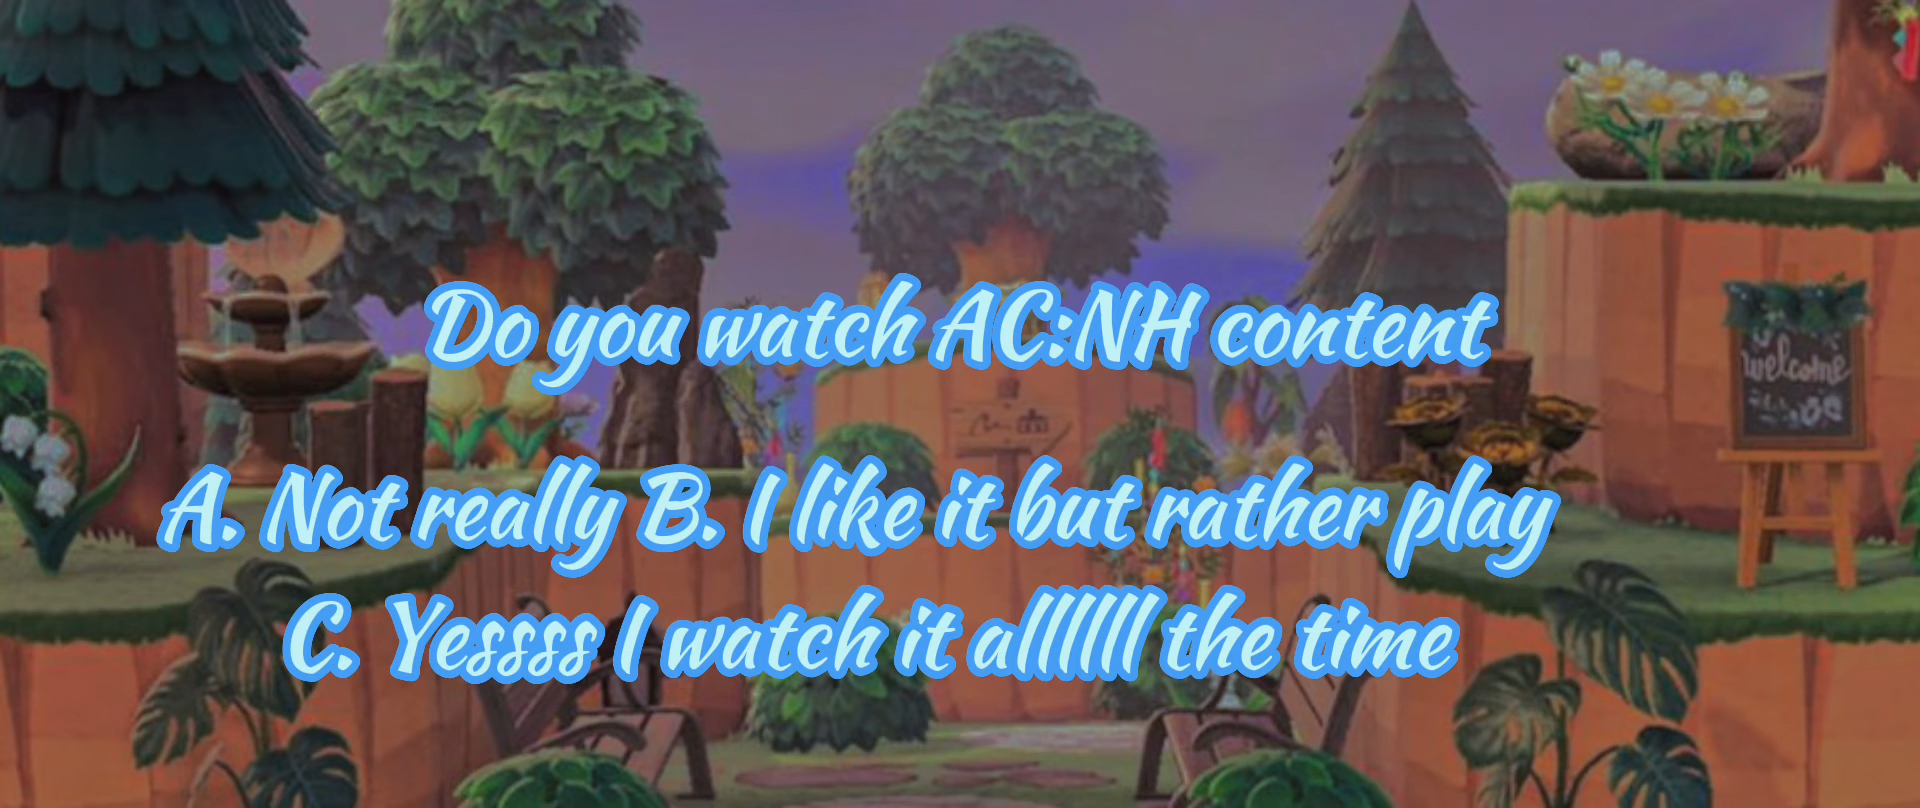 Do you watch AC:NH content
welcome
A. Not really B. I like it but rather play
C. Yessss I watch it allllll the time